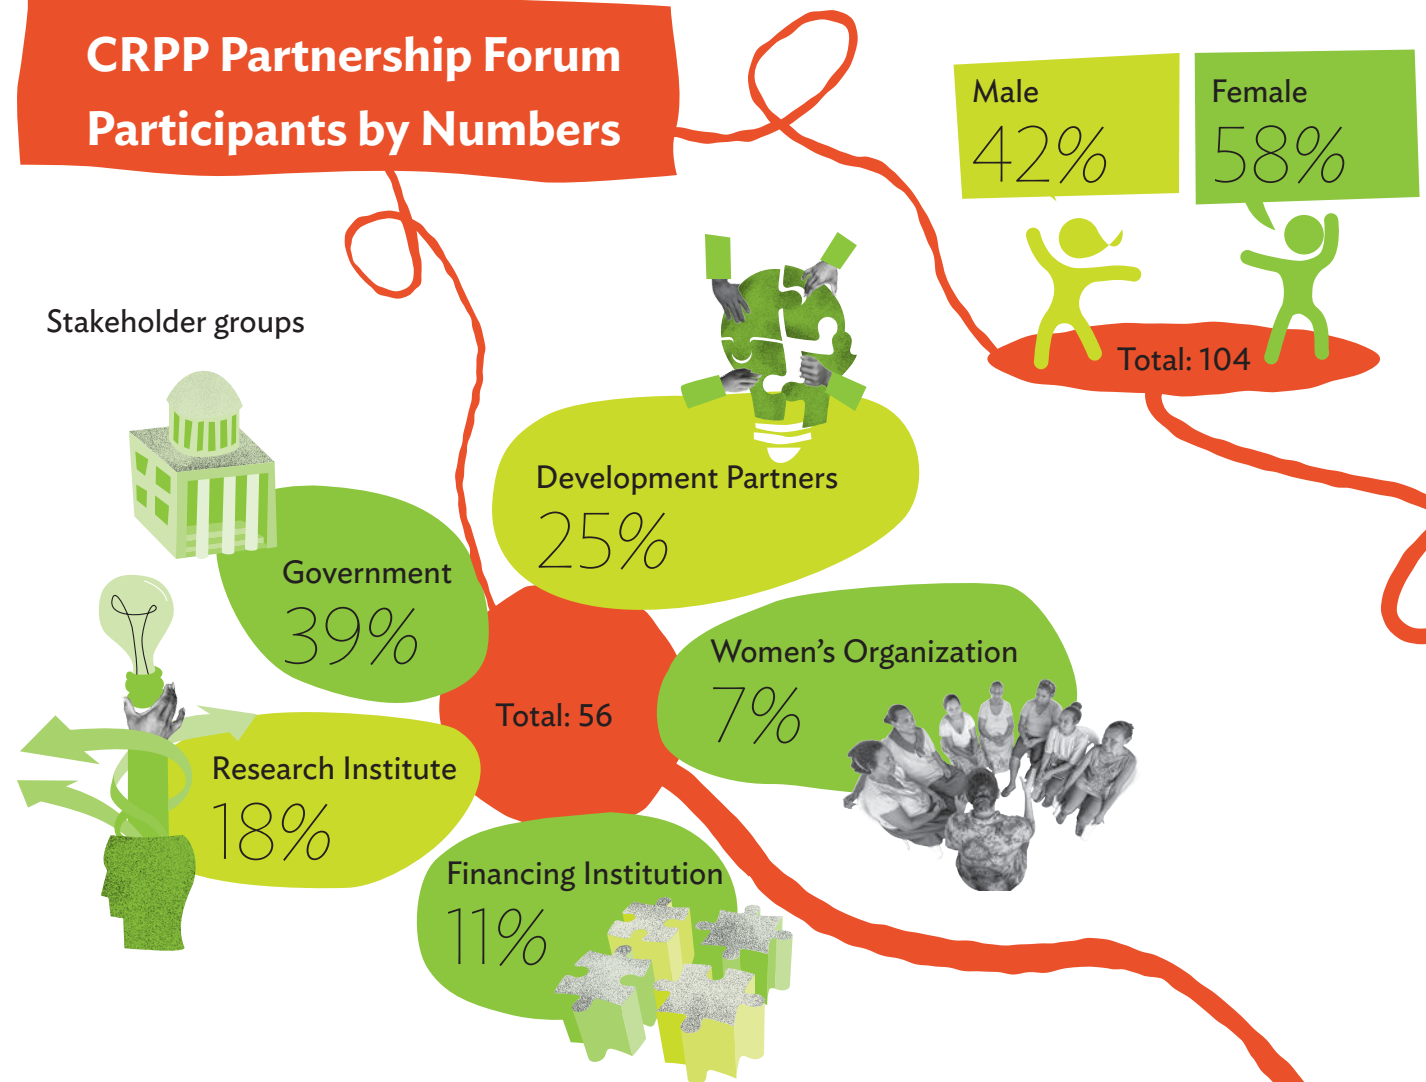 CRPP Partnership Forum
Participants by Numbers
Male
42%
Female
58%
Total: 104
Stakeholder groups
Development Partners
25%
Government
39%
Women’s Organization
7%
Total: 56
Research Institute
18%
Financing Institution
11%